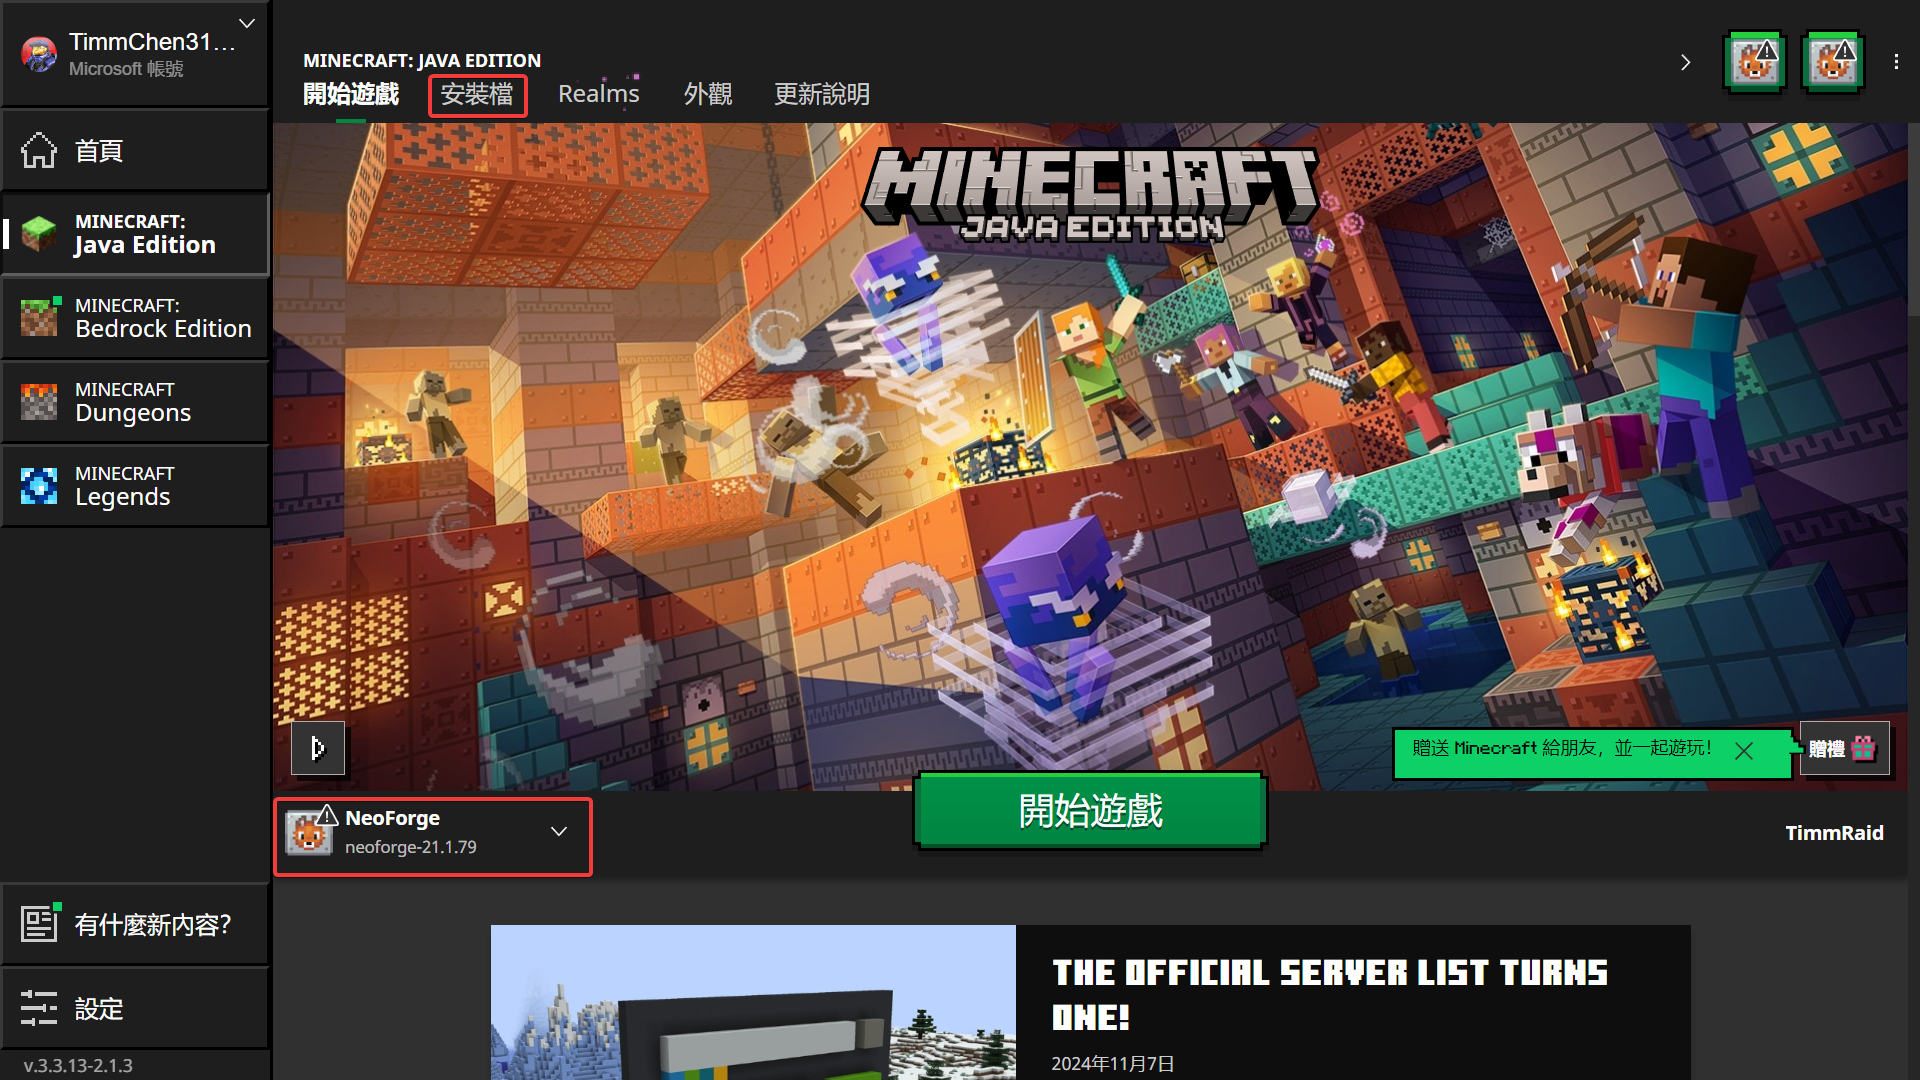 TimmChen31...
Microsoft 帳號
首頁
MINECRAFT:
Java Edition
MINECRAFT:
Bedrock Edition
MINECRAFT
Dungeons
MINECRAFT
Legends
有什麼新內容?
設定
v.3.3.13-2.1.3
MINECRAFT: JAVA EDITION
開始遊戲 安裝檔 Realms 外觀 更新說明
MINECRAFT
JAVA EDITION
贈送 Minecraft 給朋友，並一起遊玩!
贈禮
NeoForge
neoforge-21.1.79
開始遊戲
TimmRaid
THE OFFICIAL SERVER LIST TURNS
ONE!
2024年11月7日